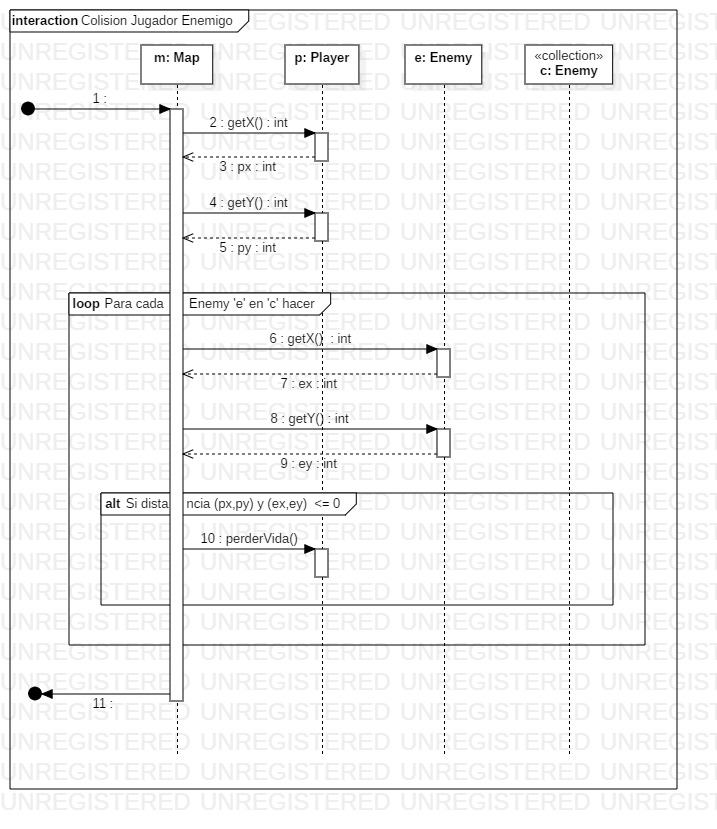 interaction Colision Jugador Enemigo
m: Map
p: Player
e: Enemy
«collection»
c: Enemy
1 :
2 : getX() : int
3 : px : int
4 : getY() : int
5 : py : int
loop Para cada Enemy 'e' en 'c' hacer
6 : getX() : int
7 : ex : int
8 : getY() : int
9 : ey : int
alt Si distancia (px,py) y (ex,ey) <= 0
10 : perderVida()
11 :
UNREGISTERED UNREGISTERED UNREGISTERED UNREGISTERED